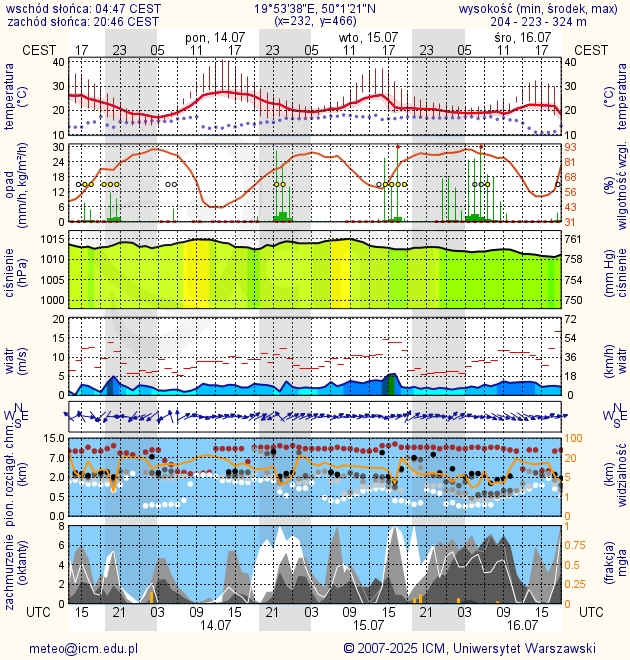 wschód słońca: 04:47 CEST 19°53'38"E, 50°1'21"N wysokość (min, środek, max)
zachód słońca: 20:46 CEST (x=232, y=466) 204 - 223 - 324 m
pon, 14.07 wto, 15.07 śro, 16.07
CEST 17 23 05 11 17 23 05 11 17 23 05 11 17 CEST
temperatura (°C) 40 30 20 10 40 30 20 10 (°C) temperatura
opad (mm/h, kg/m²/h) 30 24 18 12 6 0 93 81 68 56 43 31 (%) wilgotność wzgl.
ciśnienie (hPa) 1015 1010 1005 1000 761 758 754 750 (mm Hg) ciśnienie
wiatr (m/s) 20 15 10 5 0 72 54 36 18 0 (km/h) wiatr
N W E S N W E S
pion. rozciągł. chm. (km) 15.0 7.0 2.0 0.5 0.0 100 20 5 1 0 (km) widzialność
zachmurzenie (oktanty) 8 6 4 2 0 1 0.75 0.5 0.25 0 (frakcja) mgła
UTC 15 21 03 09 15 21 03 09 15 21 03 09 15 UTC
14.07 15.07 16.07
meteo@icm.edu.pl © 2007-2025 ICM, Uniwersytet Warszawski